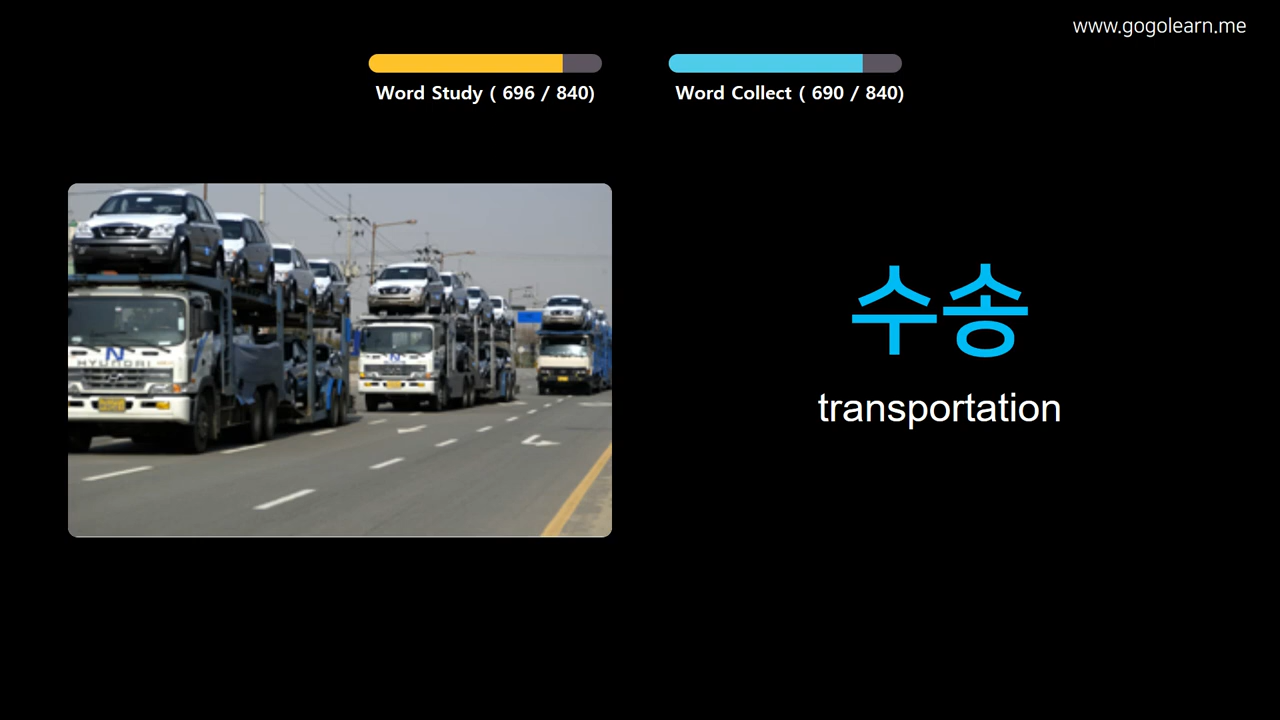 www.gogolearn.me
Word Study ( 696 / 840)
Word Collect ( 690 / 840)
수송
transportation
N
HYUNDAI